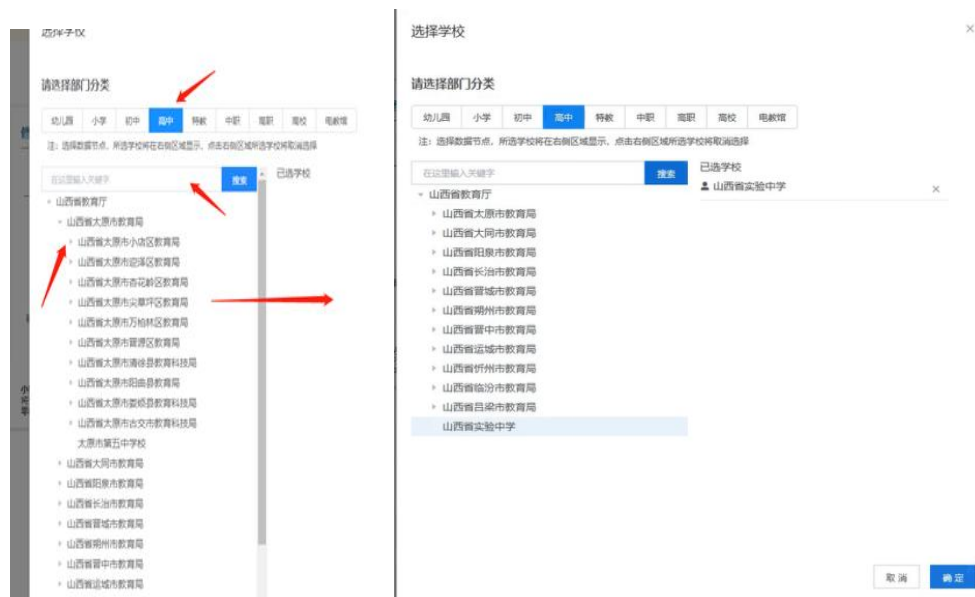 选择学校
请选择部门分类
幼儿园 小学 初中 高中 特教 中职 高职 高校 电教馆
注：选择数据节点，所选学校将在右侧区域显示，点击右侧区域所选学校将取消选择
在这里输入关键字 搜索 已选学校
山西省教育厅
山西省太原市教育局
山西省太原市小店区教育局
山西省太原市迎泽区教育局
山西省太原市杏花岭区教育局
山西省太原市尖草坪区教育局
山西省太原市万柏林区教育局
山西省太原市晋源区教育局
山西省太原市清徐县教育科技局
山西省太原市阳曲县教育局
山西省太原市娄烦县教育科技局
山西省太原市古交市教育科技局
太原市第五中学校
山西省大同市教育局
山西省阳泉市教育局
山西省长治市教育局
山西省晋城市教育局
山西省朔州市教育局
山西省晋中市教育局
山西省运城市教育局
选择学校
请选择部门分类
幼儿园 小学 初中 高中 特教 中职 高职 高校 电教馆
注：选择数据节点，所选学校将在右侧区域显示，点击右侧区域所选学校将取消选择
在这里输入关键字 搜索 已选学校
山西省实验中学
山西省教育厅
山西省太原市教育局
山西省大同市教育局
山西省阳泉市教育局
山西省长治市教育局
山西省晋城市教育局
山西省朔州市教育局
山西省晋中市教育局
山西省运城市教育局
山西省忻州市教育局
山西省临汾市教育局
山西省吕梁市教育局
山西省实验中学
取消 确定